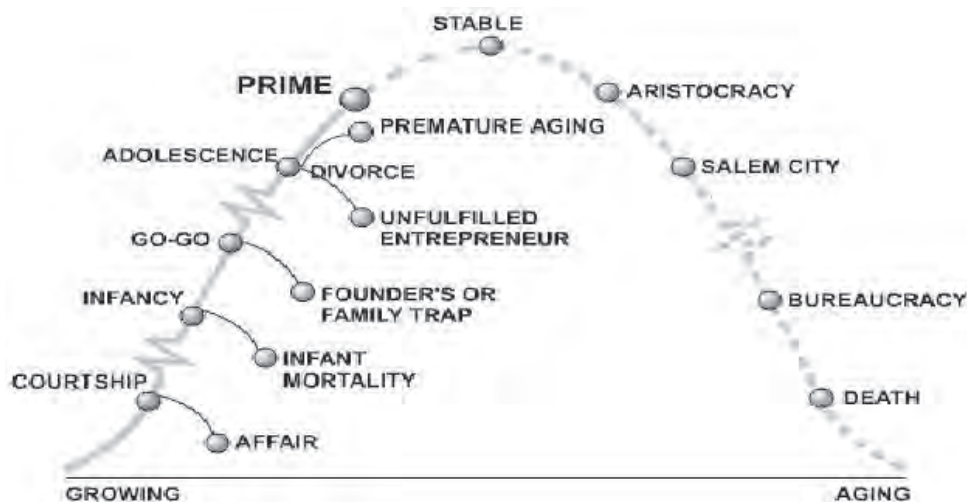 STABLE
PRIME
ARISTOCRACY
PREMATURE AGING
ADOLESCENCE
DIVORCE
SALEM CITY
UNFULFILLED
ENTREPRENEUR
GO-GO
INFANCY
FOUNDER'S OR
FAMILY TRAP
BUREAUCRACY
INFANT
MORTALITY
COURTSHIP
DEATH
AFFAIR
GROWING
AGING